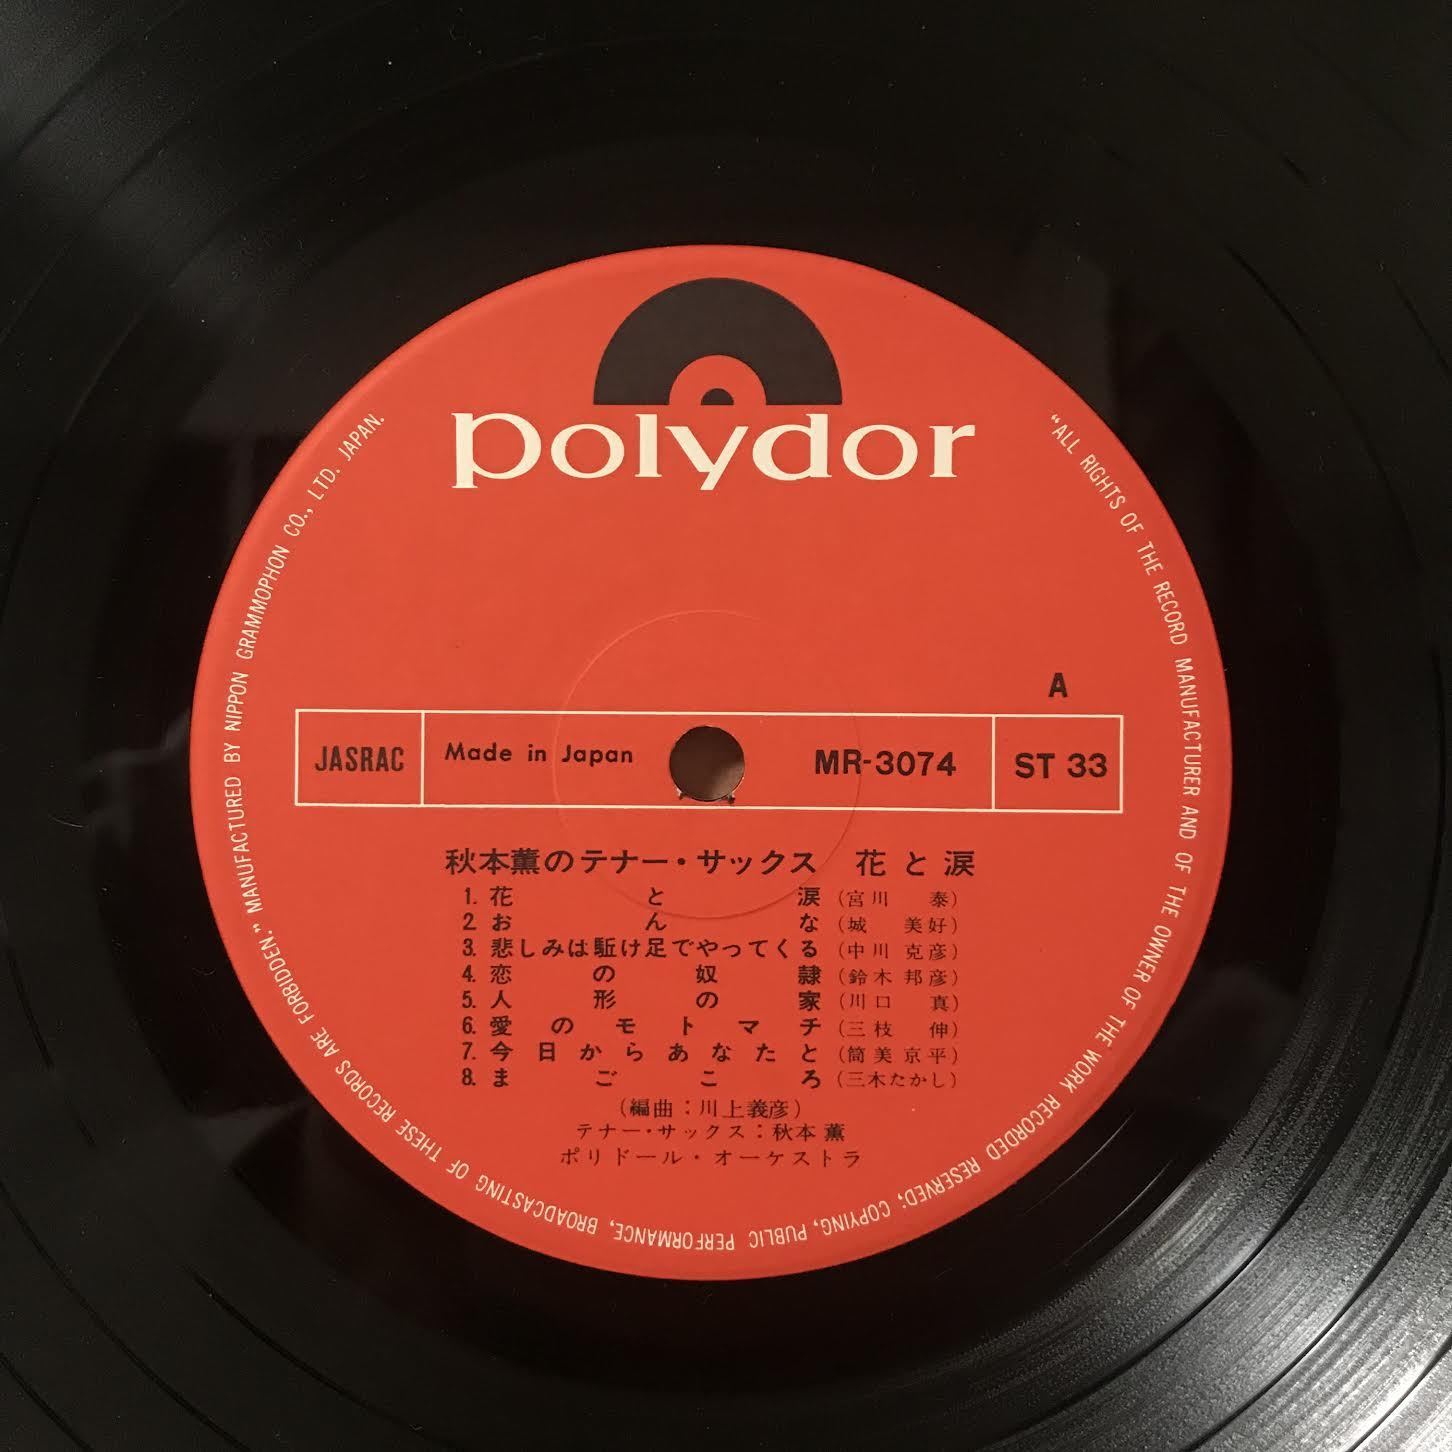 polydor
A
JASRAC Made in Japan MR-3074 ST 33
秋本薫のテナー・サックス 花と涙
1. 花と涙 (宮川 泰)
2. おんな (城 美好)
3. 悲しみは駈け足でやってくる (中川 克彦)
4. 恋の奴隷 (鈴木 邦彦)
5. 人形の家 (川口 真)
6. 愛のモトマチ (三枝 伸)
7. 今日からあなたと (筒美京平)
8. まごころ (三木たかし)
(編曲:川上義彦)
テナー・サックス:秋本 薫
ポリドール・オーケストラ
"ALL RIGHTS OF THE RECORD MANUFACTURER AND OF THE OWNER OF THE WORK RECORDED RESERVED; COPYING, PUBLIC PERFORMANCE, BROADCASTING OF THESE RECORDS ARE FORBIDDEN." MANUFACTURED BY NIPPON GRAMMOPHON CO., LTD. JAPAN.